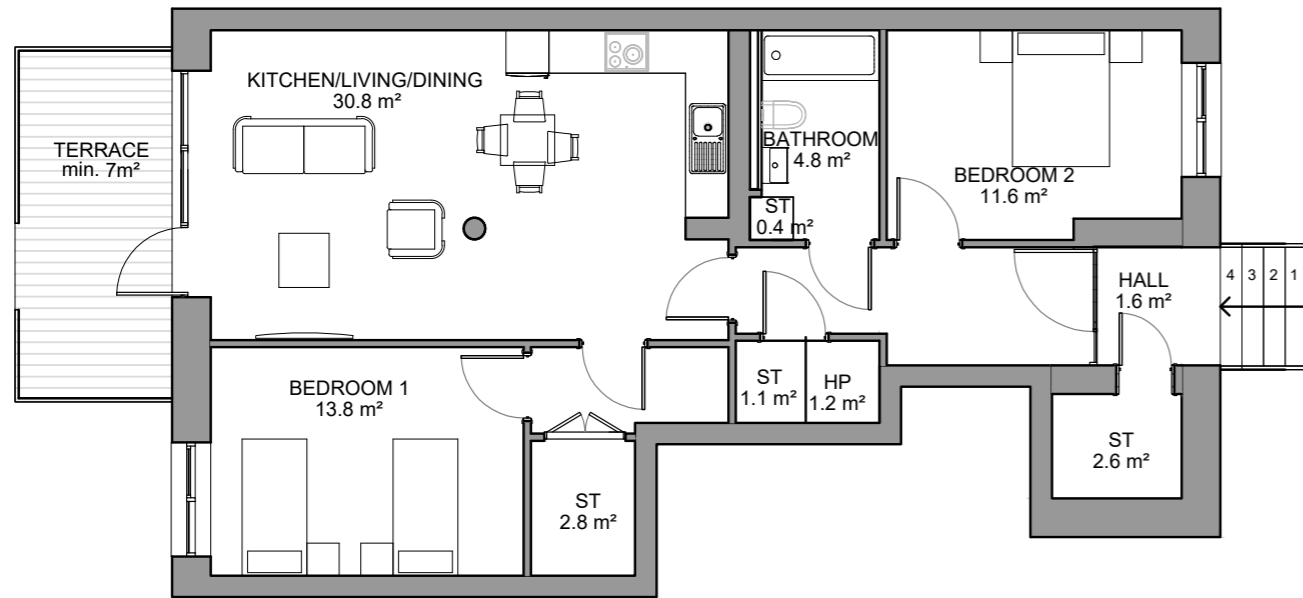 KITCHEN/LIVING/DINING
30.8 m²
TERRACE
min. 7m²
BATHROOM
4.8 m²
ST
0.4 m²
BEDROOM 2
11.6 m²
HALL
1.6 m²
4 3 2 1
BEDROOM 1
13.8 m²
ST
1.1 m²
HP
1.2 m²
ST
2.8 m²
ST
2.6 m²